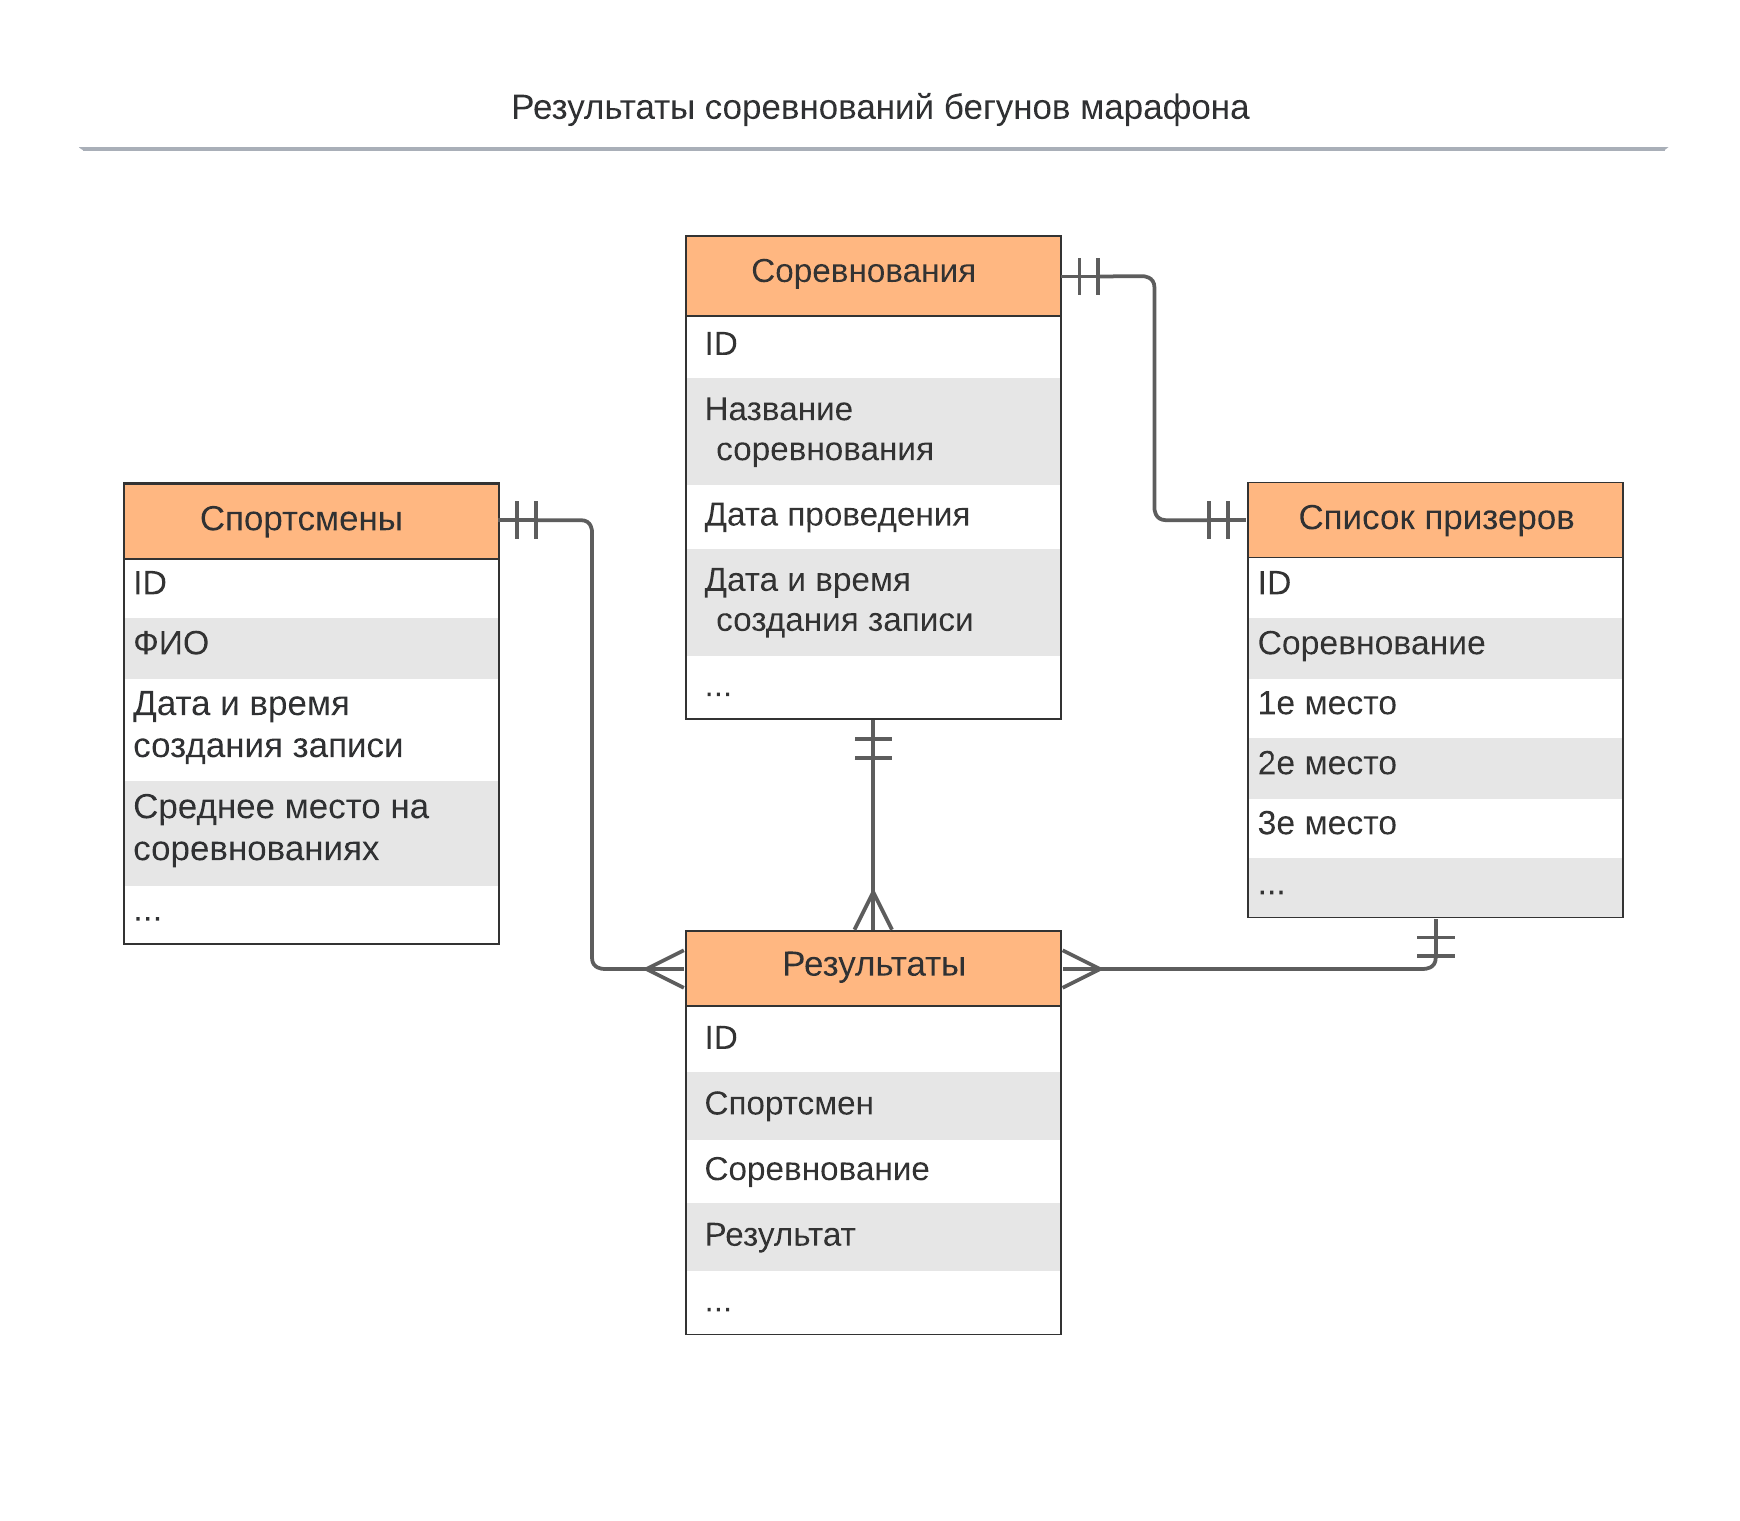 Результаты соревнований бегунов марафона
Соревнования
ID
Название
соревнования
Дата проведения
Дата и время
создания записи
...
Спортсмены
ID
ФИО
Дата и время
создания записи
Среднее место на
соревнованиях
...
Список призеров
ID
Соревнование
1е место
2е место
3е место
...
Результаты
ID
Спортсмен
Соревнование
Результат
...